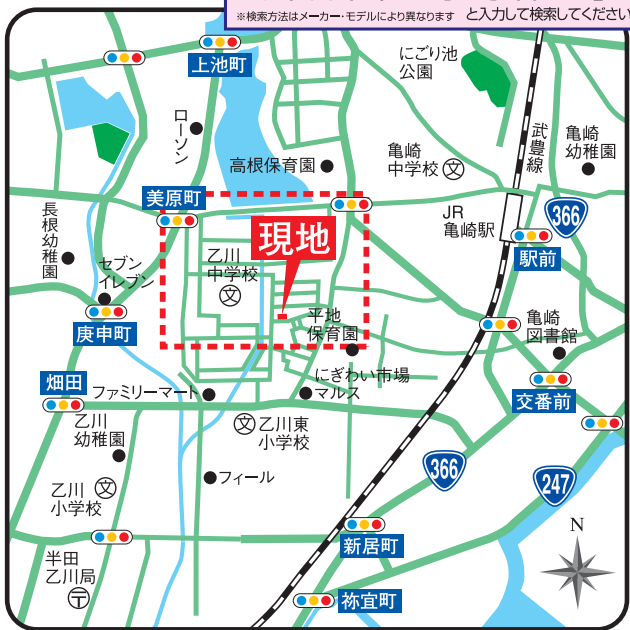 ※検索方法はメーカー・モデルにより異なります と入力して検索してください
上池町
にごり池
公園
ローソン
武豊線
亀崎
幼稚園
高根保育園
亀崎
中学校
文
美原町
長根幼稚園
JR
亀崎駅
366
現地
乙川
中学校
文
駅前
セブン
イレブン
庚申町
平地
保育園
亀崎
図書館
畑田
ファミリーマート
にぎわい市場
マルス
交番前
乙川
幼稚園
文
乙川東
小学校
366
247
乙川
小学校
文
フィール
N
新居町
半田
乙川局
〒
祢宜町